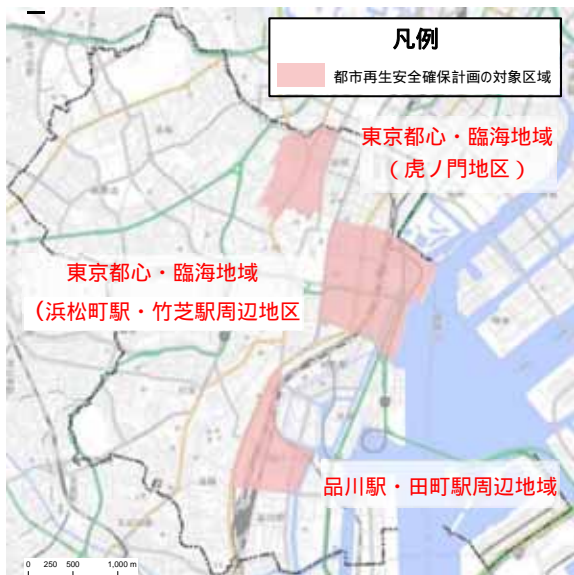 凡例
都市再生安全確保計画の対象区域
東京都心・臨海地域
(虎ノ門地区)
東京都心・臨海地域
(浜松町駅・竹芝駅周辺地区
品川駅・田町駅周辺地域
0 250 500 1,000 m